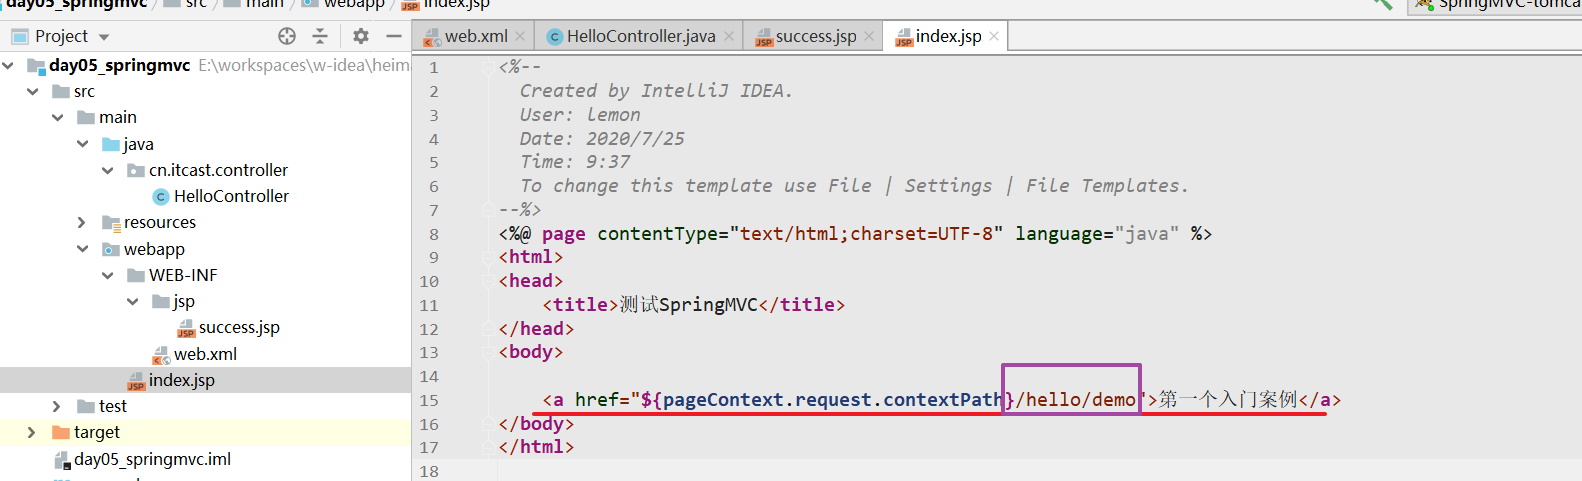 day05_springmvc src main webapp index.jsp SpringMVC-tomca
Project
web.xml HelloController.java success.jsp index.jsp
day05_springmvc E:\workspaces\w-idea\heim
src
main
java
cn.itcast.controller
HelloController
resources
webapp
WEB-INF
jsp
success.jsp
web.xml
index.jsp
test
target
day05_springmvc.iml
1 <%--
2 Created by IntelliJ IDEA.
3 User: lemon
4 Date: 2020/7/25
5 Time: 9:37
6 To change this template use File | Settings | File Templates.
7 --%>
8 <%@ page contentType="text/html;charset=UTF-8" language="java" %>
9 <html>
10 <head>
11 <title>测试SpringMVC</title>
12 </head>
13 <body>
14
15 <a href="${pageContext.request.contextPath}/hello/demo">第一个入门案例</a>
16 </body>
17 </html>
18